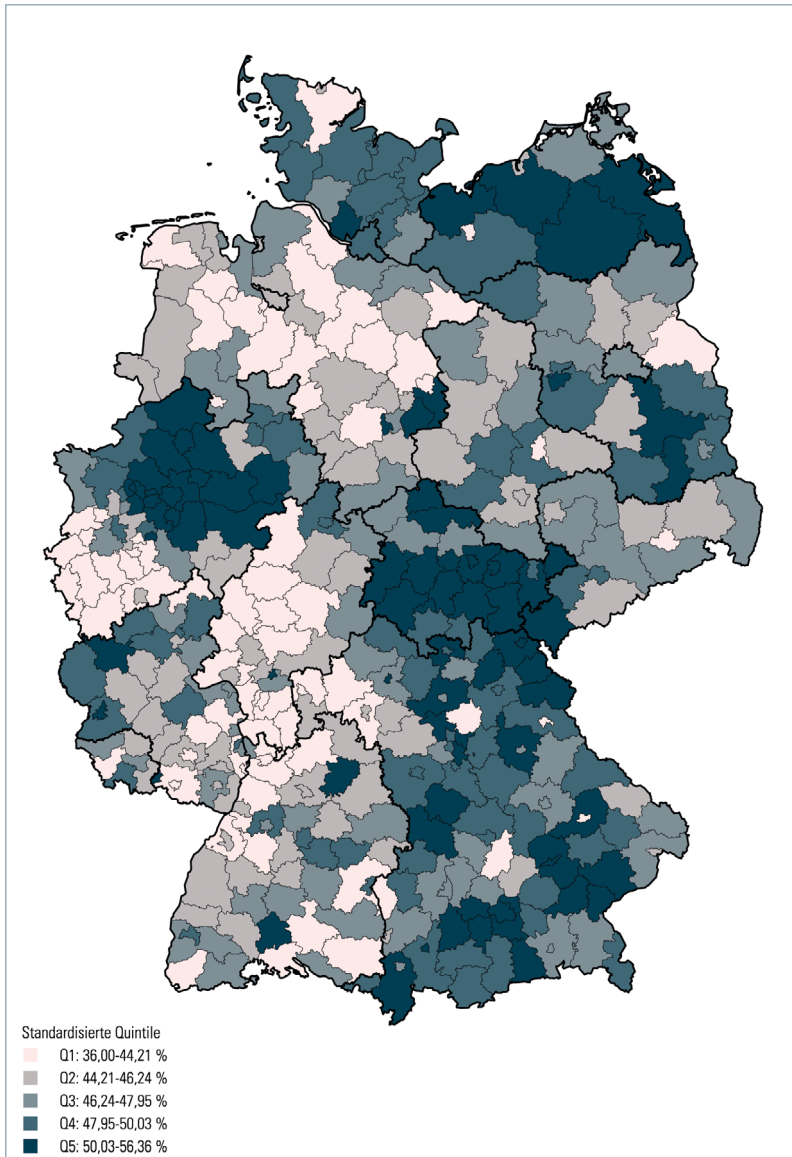 Standardisierte Quintile
Q1: 36,00-44,21 %
Q2: 44,21-46,24 %
Q3: 46,24-47,95 %
Q4: 47,95-50,03 %
Q5: 50,03-56,36 %